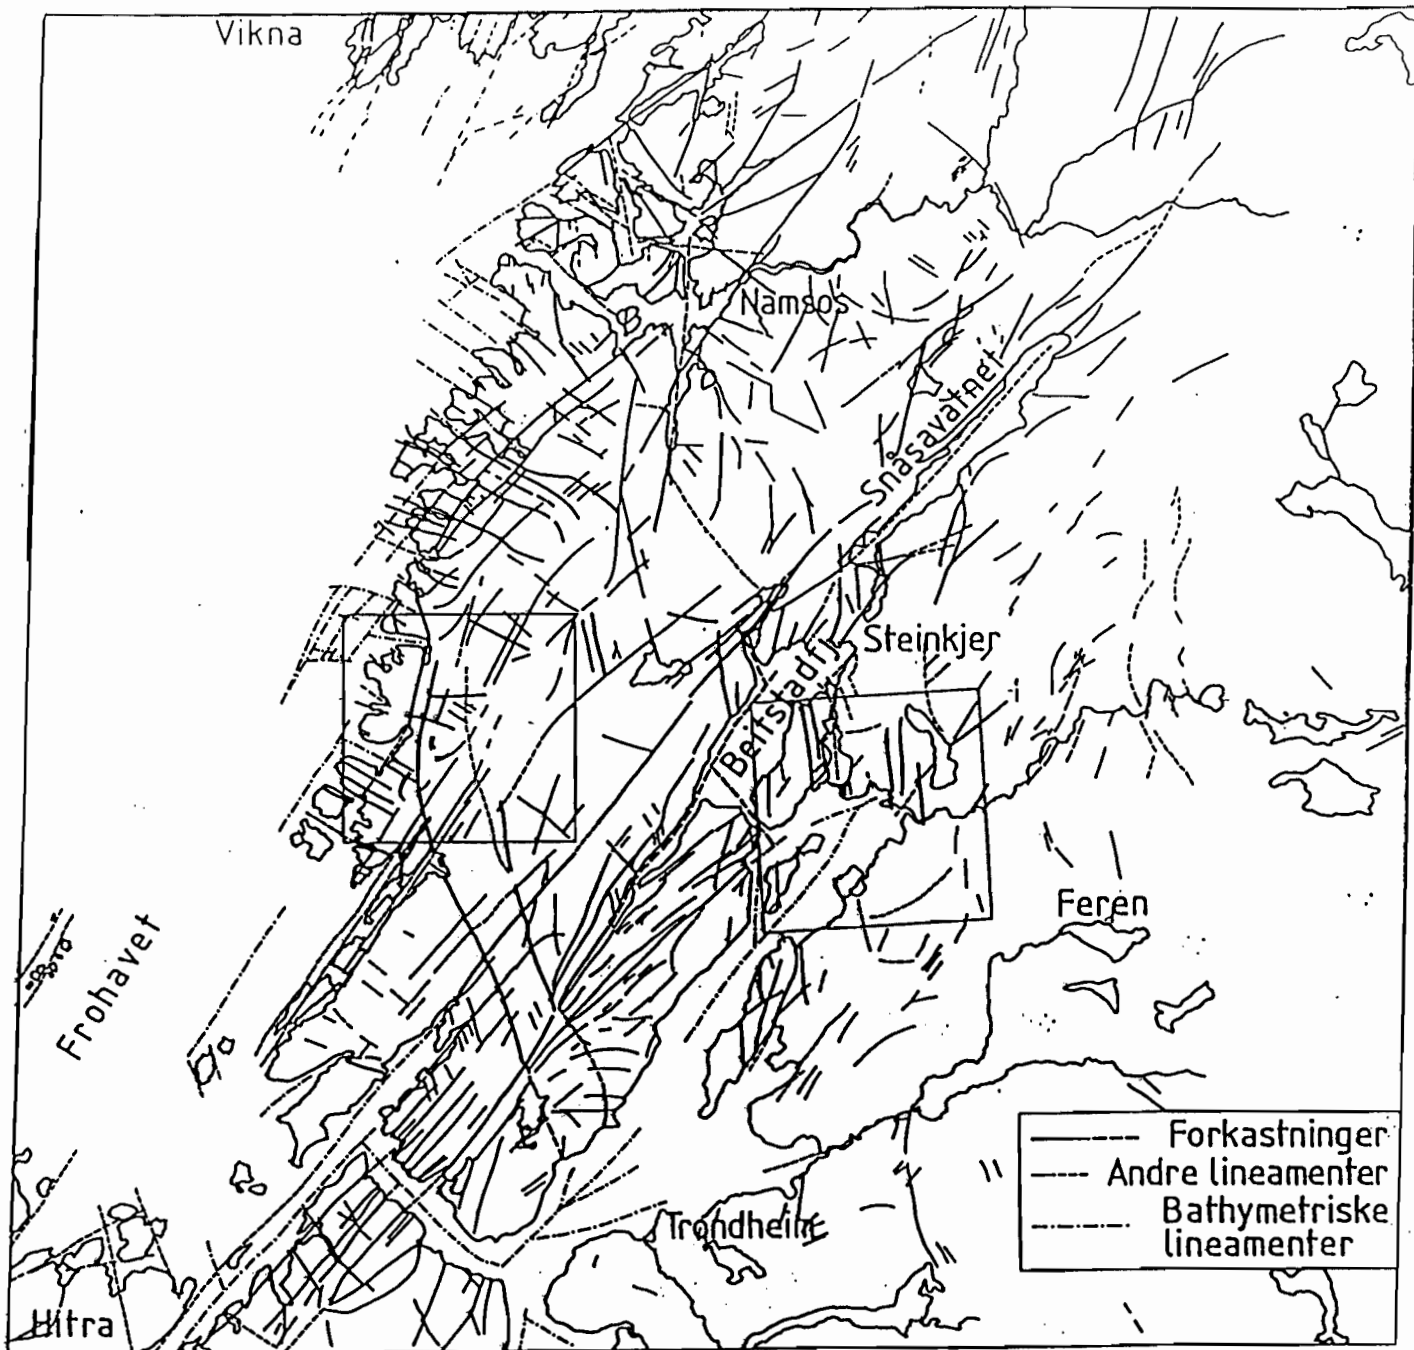 Vikna
Namsos
Snåsavatnet
Steinkjer
Beitstadfj.
Feren
Frohavet
Forkastninger
Andre lineamenter
Bathymetriske
lineamenter
Trondheim
Hitra